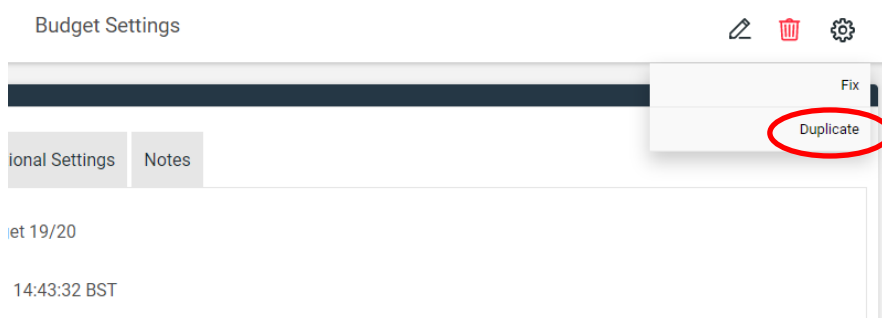 Budget Settings
Fix
Duplicate
ional Settings
Notes
et 19/20
14:43:32 BST